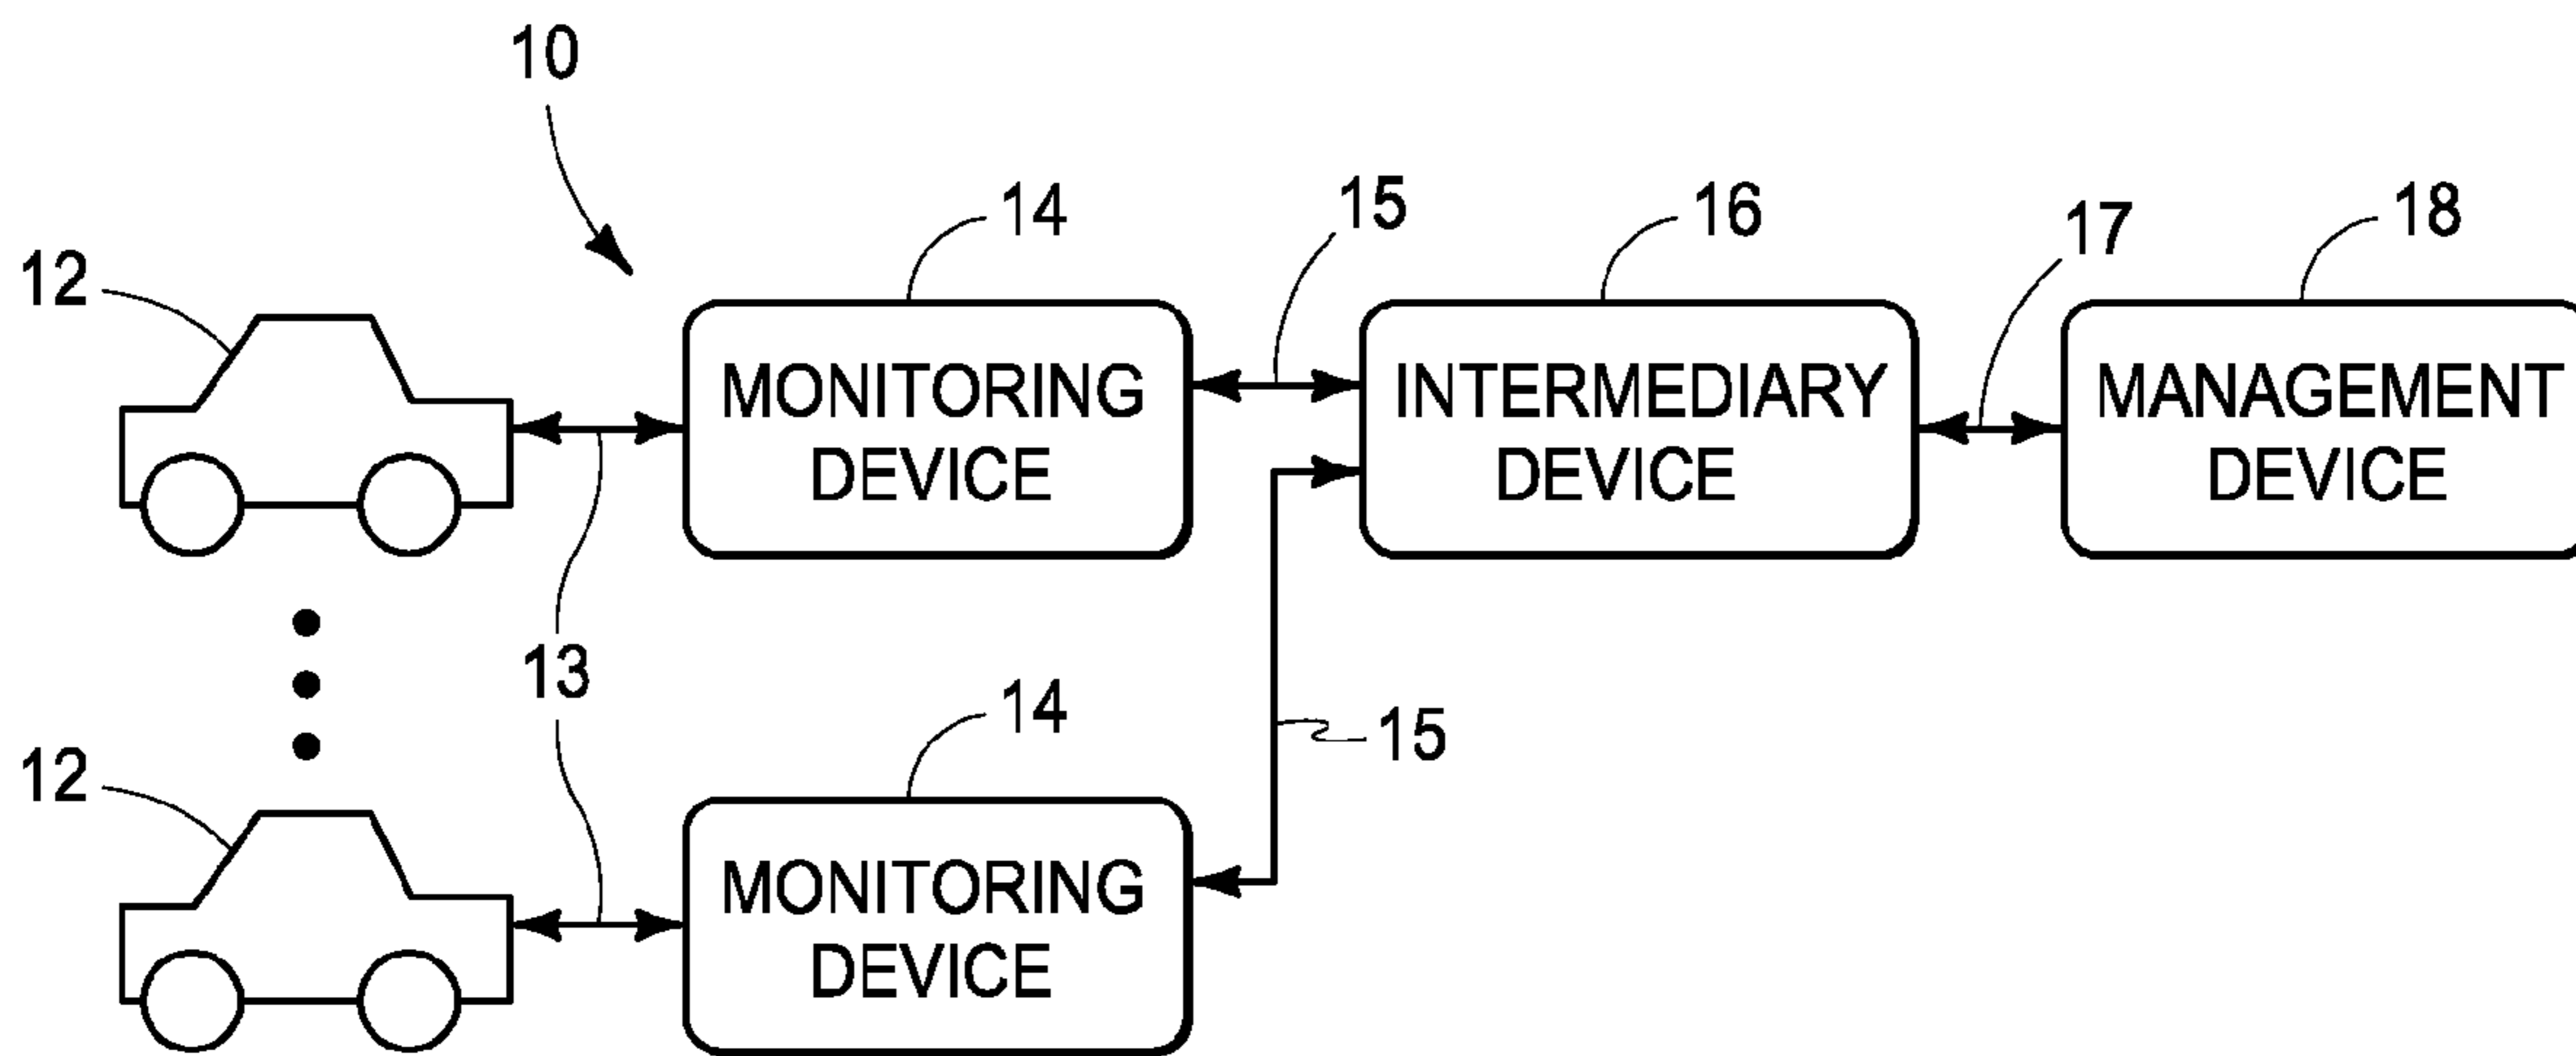 10
14
15
16
17
18
12
MONITORING
DEVICE
INTERMEDIARY
DEVICE
MANAGEMENT
DEVICE
13
14
15
12
MONITORING
DEVICE